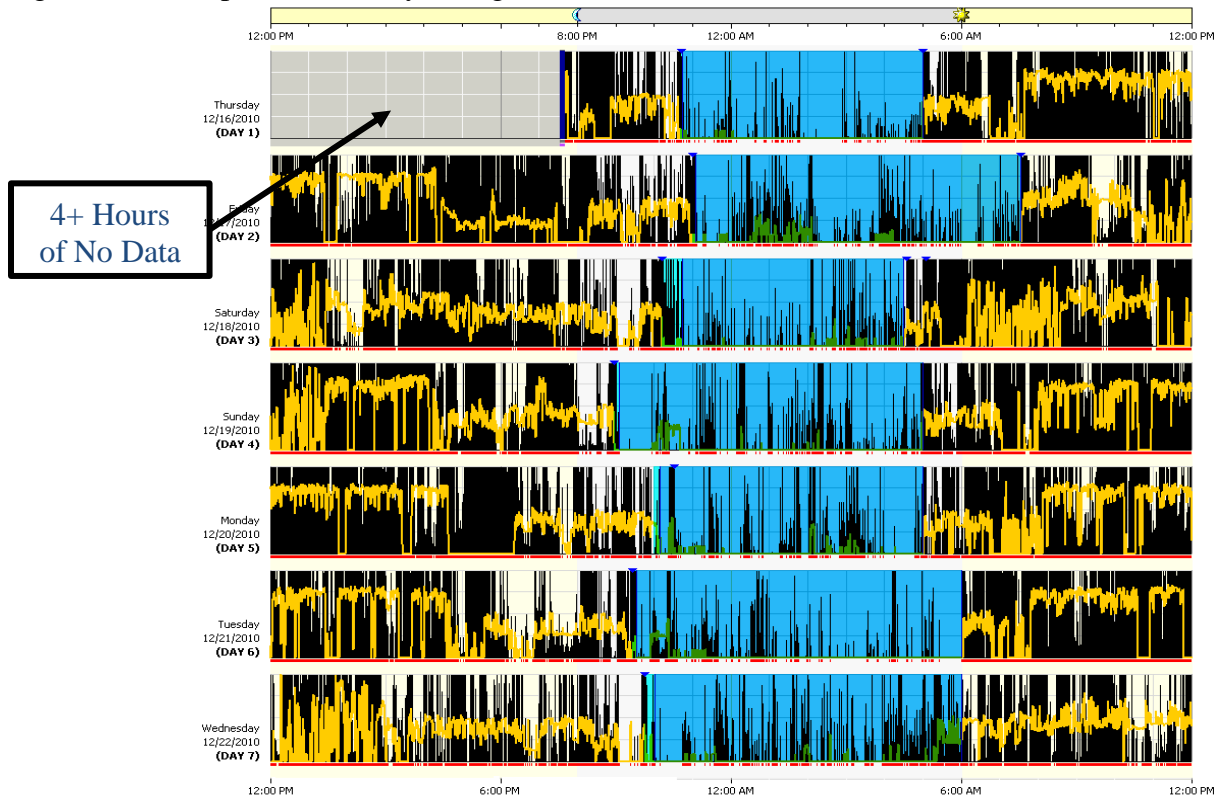 12:00 PM 8:00 PM 12:00 AM 6:00 AM 12:00 PM
Thursday
12/16/2010
(DAY 1)
4+ Hours
of No Data
(DAY 2)
Saturday
12/18/2010
(DAY 3)
Sunday
12/19/2010
(DAY 4)
Monday
12/20/2010
(DAY 5)
Tuesday
12/21/2010
(DAY 6)
Wednesday
12/22/2010
(DAY 7)
12:00 PM 6:00 PM 12:00 AM 6:00 AM 12:00 PM